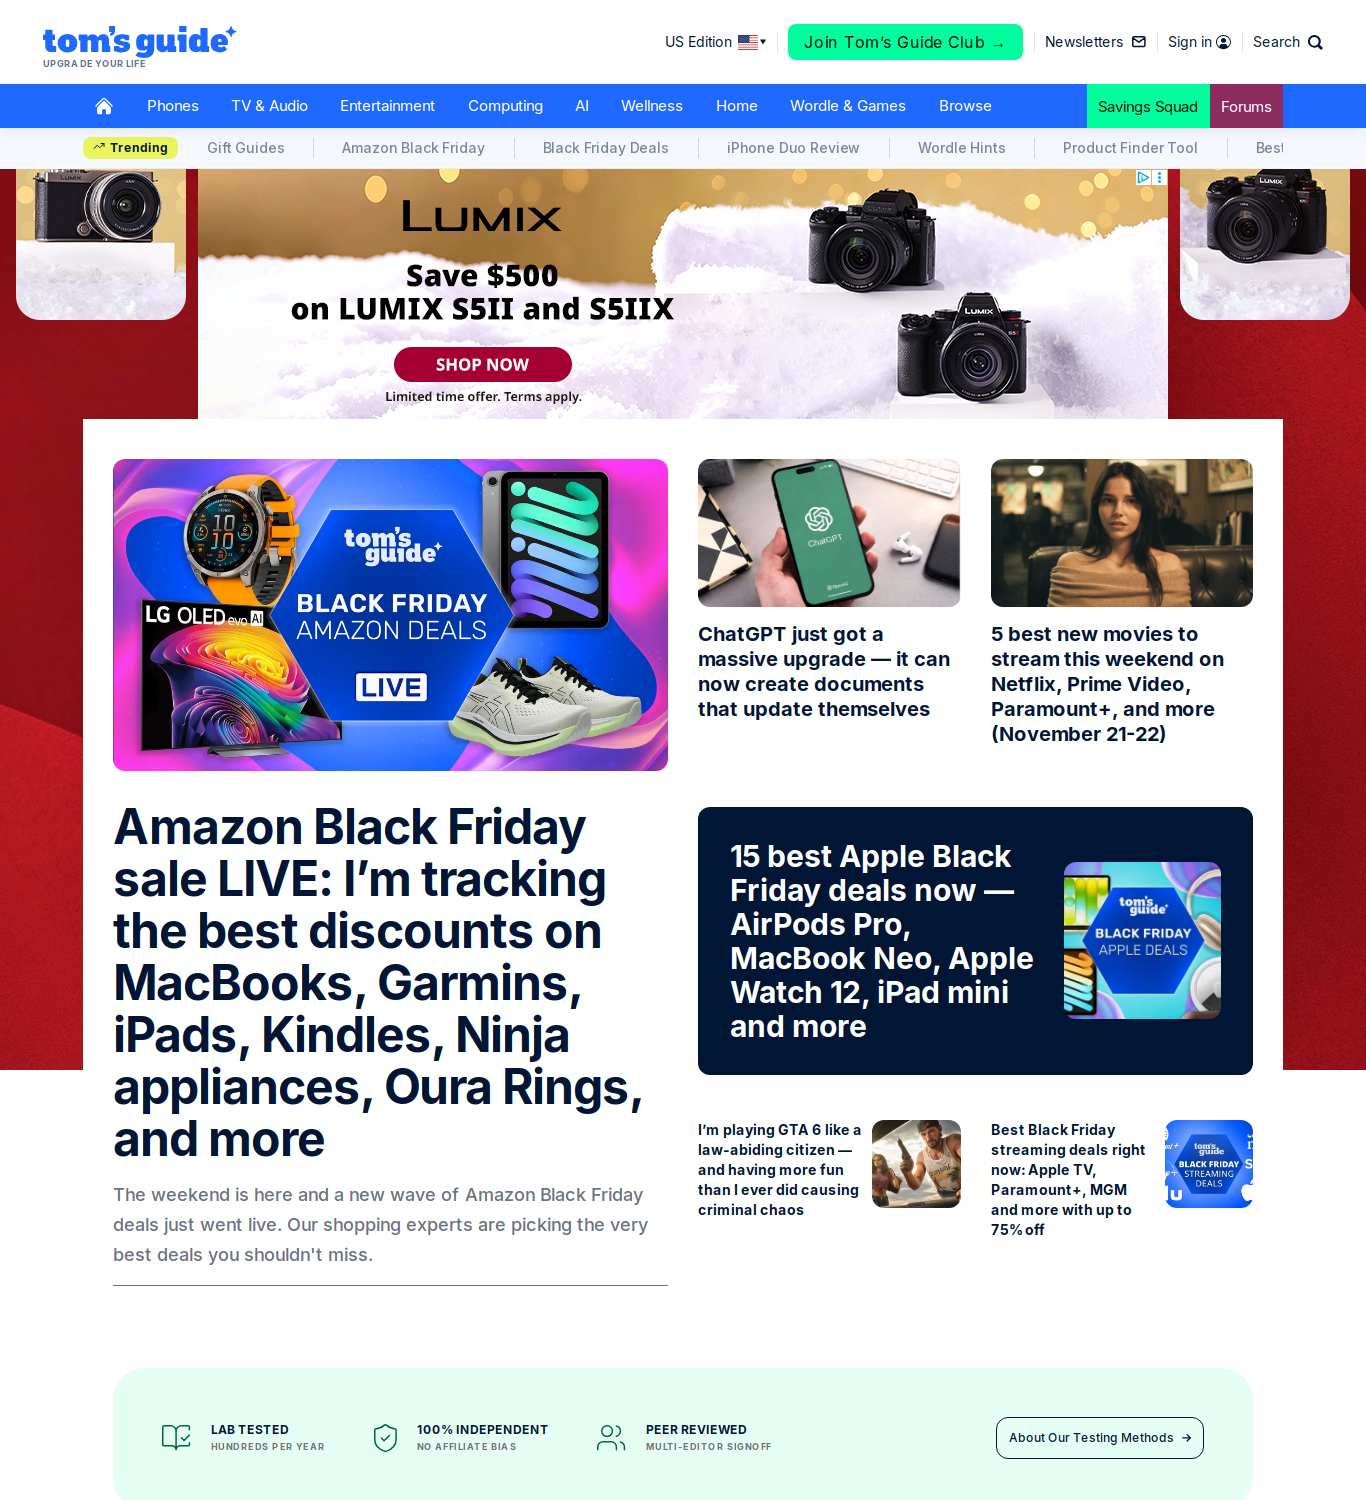 tom's guide
UPGRADE YOUR LIFE
US Edition
Join Tom’s Guide Club →
Newsletters
Sign in
Search
Phones
TV & Audio
Entertainment
Computing
AI
Wellness
Home
Wordle & Games
Browse
Savings Squad
Forums
Trending
Gift Guides
Amazon Black Friday
Black Friday Deals
iPhone Duo Review
Wordle Hints
Product Finder Tool
Best
LUMIX
Save $500
on LUMIX S5II and S5IIX
SHOP NOW
Limited time offer. Terms apply.
LUMIX
LUMIX
tom's
guide
BLACK FRIDAY
AMAZON DEALS
LIVE
LG OLED evo AI
ChatGPT
ChatGPT just got a
massive upgrade — it can
now create documents
that update themselves
5 best new movies to
stream this weekend on
Netflix, Prime Video,
Paramount+, and more
(November 21-22)
Amazon Black Friday
sale LIVE: I’m tracking
the best discounts on
MacBooks, Garmins,
iPads, Kindles, Ninja
appliances, Oura Rings,
and more
The weekend is here and a new wave of Amazon Black Friday
deals just went live. Our shopping experts are picking the very
best deals you shouldn't miss.
15 best Apple Black
Friday deals now —
AirPods Pro,
MacBook Neo, Apple
Watch 12, iPad mini
and more
tom's
guide
BLACK FRIDAY
APPLE DEALS
I’m playing GTA 6 like a
law-abiding citizen —
and having more fun
than I ever did causing
criminal chaos
Best Black Friday
streaming deals right
now: Apple TV,
Paramount+, MGM
and more with up to
75% off
tom's
guide
BLACK FRIDAY
STREAMING
DEALS
LAB TESTED
HUNDREDS PER YEAR
100% INDEPENDENT
NO AFFILIATE BIAS
PEER REVIEWED
MULTI-EDITOR SIGNOFF
About Our Testing Methods →